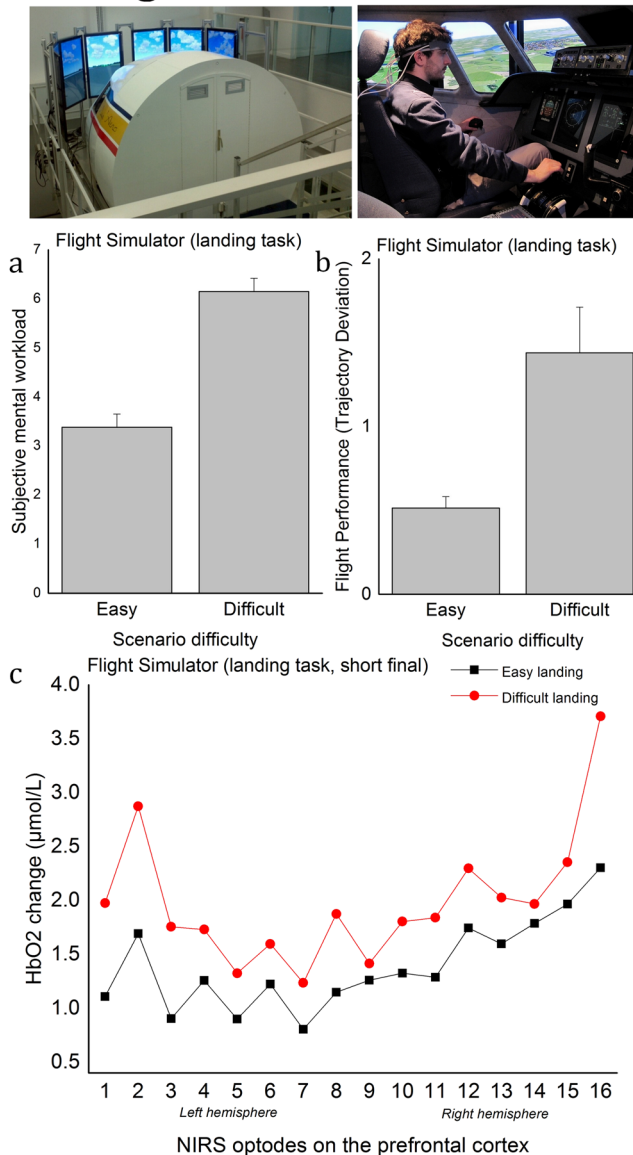 a
Flight Simulator (landing task)
Subjective mental workload
7
6
5
4
3
2
1
0
Easy
Difficult
Scenario difficulty
b
Flight Simulator (landing task)
Flight Performance (Trajectory Deviation)
2
1
0
Easy
Difficult
Scenario difficulty
c
Flight Simulator (landing task, short final)
Easy landing
Difficult landing
HbO2 change (µmol/L)
4.0
3.5
3.0
2.5
2.0
1.5
1.0
0.5
1 2 3 4 5 6 7 8 9 10 11 12 13 14 15 16
Left hemisphere
Right hemisphere
NIRS optodes on the prefrontal cortex